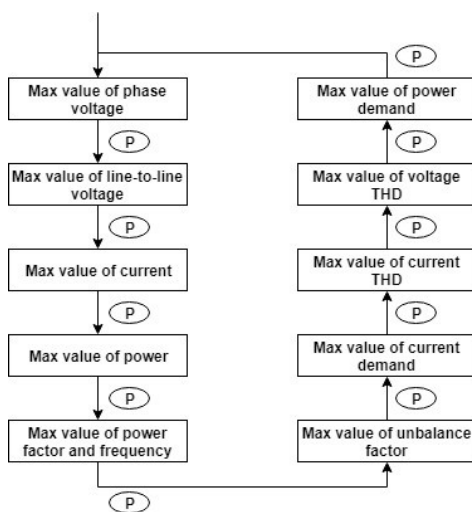 Max value of phase
voltage
P
Max value of line-to-line
voltage
P
Max value of current
P
Max value of power
P
Max value of power
factor and frequency
P
Max value of unbalance
factor
P
Max value of current
demand
P
Max value of current
THD
P
Max value of voltage
THD
P
Max value of power
demand
P